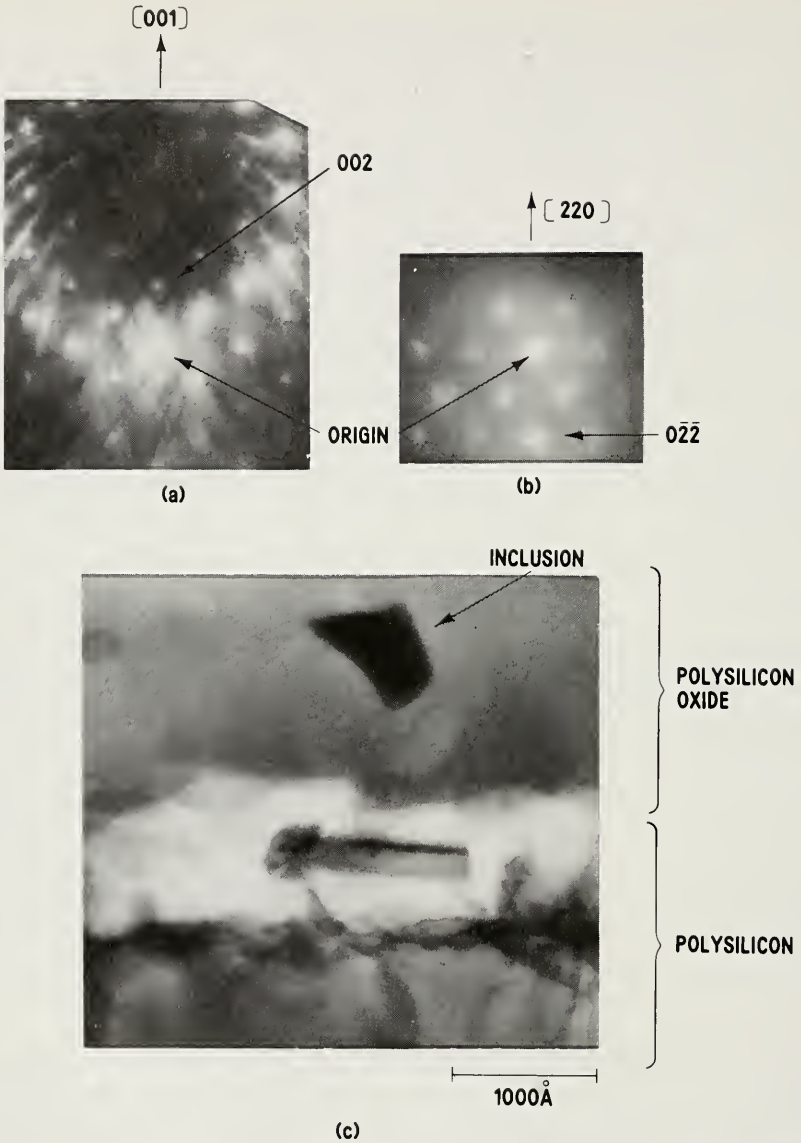 [001]
002
[220]
ORIGIN
02̄2̄
(a)
(b)
INCLUSION
POLYSILICON
OXIDE
POLYSILICON
1000Å
(c)